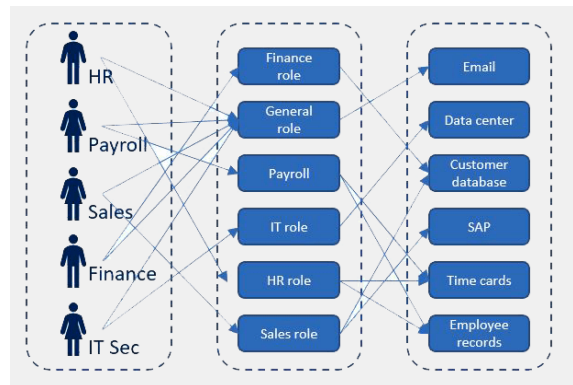 HR
Payroll
Sales
Finance
IT Sec
Finance
role
General
role
Payroll
IT role
HR role
Sales role
Email
Data center
Customer
database
SAP
Time cards
Employee
records